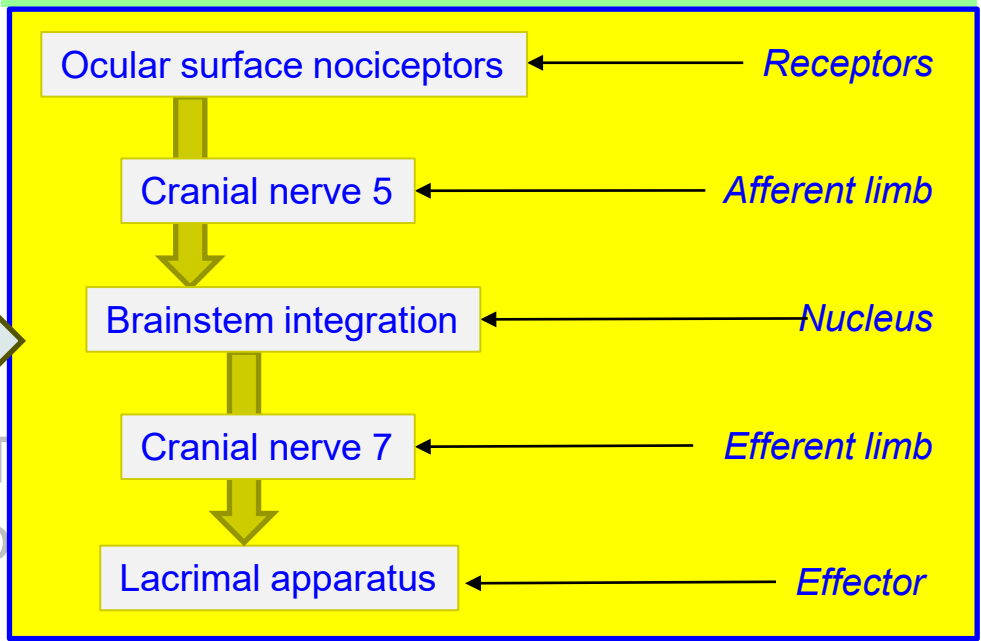 Ocular surface nociceptors Receptors
Cranial nerve 5 Afferent limb
Brainstem integration Nucleus
Cranial nerve 7 Efferent limb
Lacrimal apparatus Effector